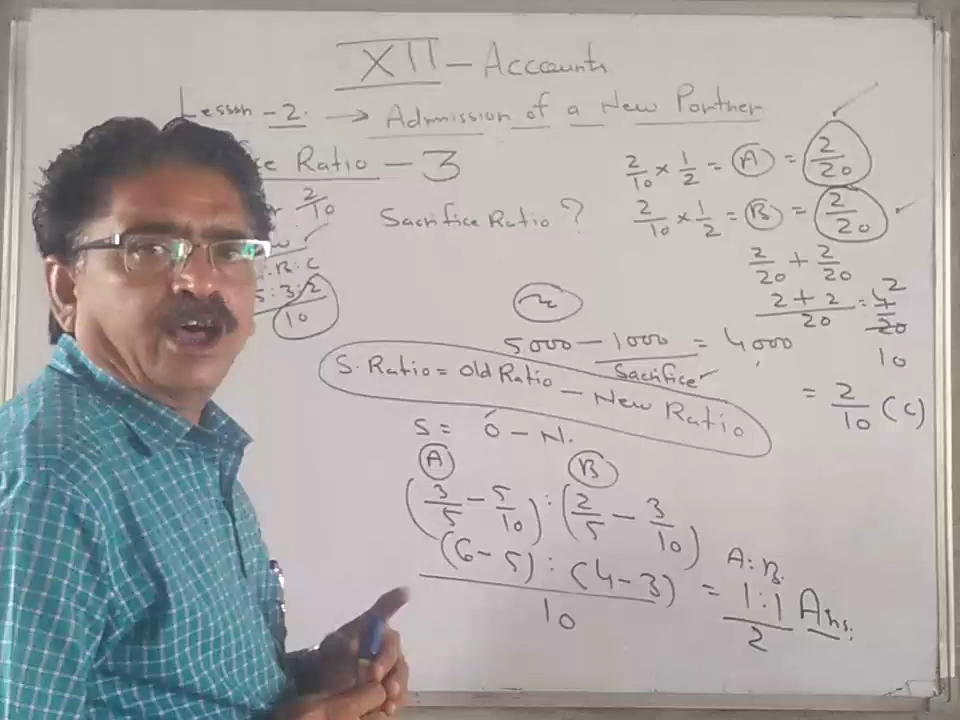 XII - Accounts
Lesson - 2. → Admission of a New Partner
Ratio - 3
2/10
Sacrifice Ratio ?
: B : C
5 : 3 : 2
10
2/10 × 1/2 = A = 2/20
2/10 × 1/2 = B = 2/20
2/20 + 2/20
2 + 2/20 = 4/20
2
10
= 2/10 (C)
5000 - 1000 = 4000
Sacrifice
S. Ratio = Old Ratio - New Ratio
S = O - N.
A B
(3/5 - 5/10) : (2/5 - 3/10)
(6 - 5) : (4 - 3)
10
A : B.
= 1 : 1 Ans.
2